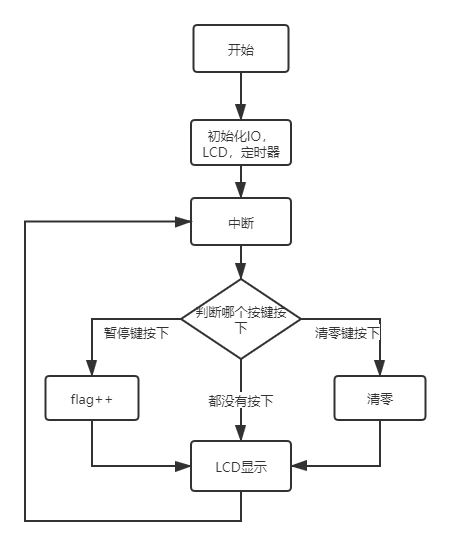 开始
初始化IO，
LCD，定时器
中断
判断哪个按键按
下
暂停键按下
清零键按下
flag++
都没有按下
清零
LCD显示